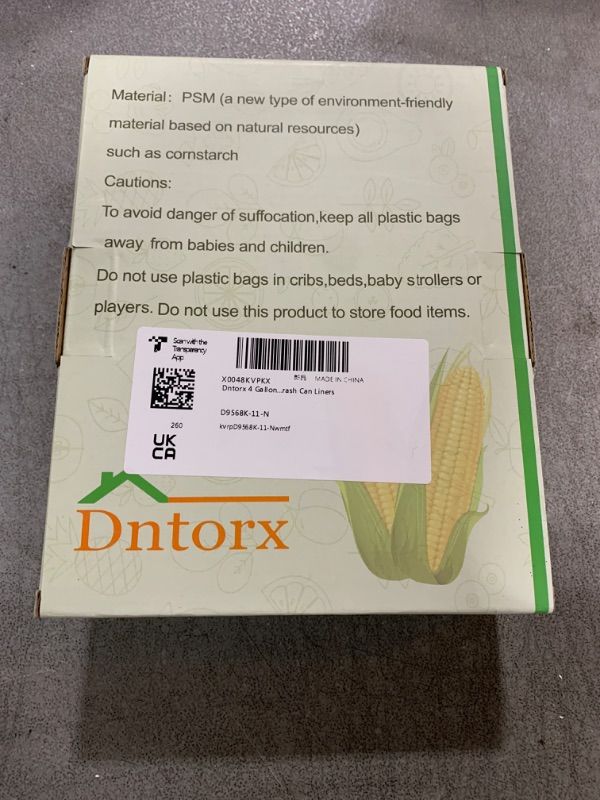 Material: PSM (a new type of environment-friendly
material based on natural resources)
such as cornstarch
Cautions:
To avoid danger of suffocation,keep all plastic bags
away from babies and children.
Do not use plastic bags in cribs,beds,baby strollers or
players. Do not use this product to store food items.
Scan with the
Transparency
App
X0048KVPKX
新品 MADE IN CHINA
Dntorx 4 Gallon...rash Can Liners
D9568K-11-N
kvrpD9568K-11-Nwmtf
260
UK
CA
Dntorx